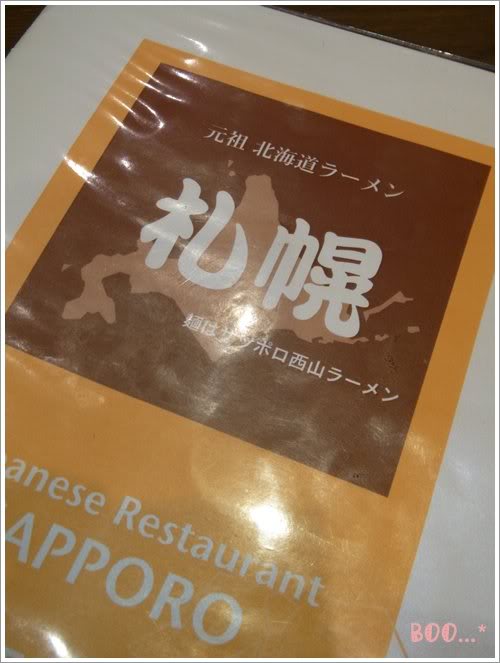 元祖 北海道ラーメン
札幌
麺はサッポロ西山ラーメン
anese Restaurant
APPORO
BOO...*